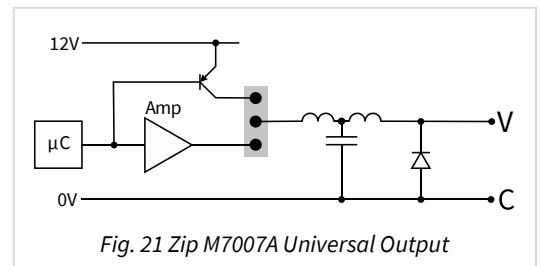 12V
Amp
V
μC
0V
C
Fig. 21 Zip M7007A Universal Output